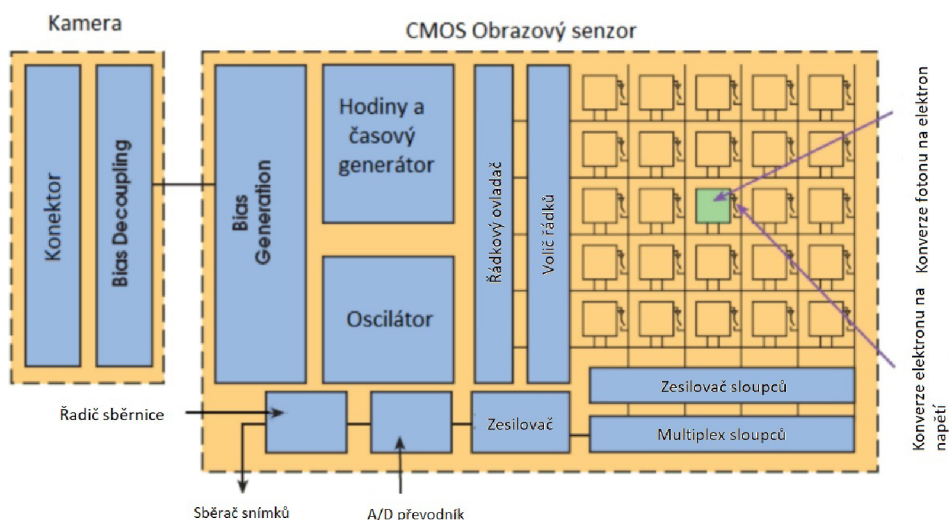 Kamera
CMOS Obrazový senzor
Konektor
Bias Decoupling
Bias
Generation
Hodiny a
časový
generátor
Oscilátor
Řádkový ovladač
Volič řádků
Konverze fotonu na elektron
Konverze elektronu na
napětí
Zesilovač sloupců
Multiplex sloupců
Zesilovač
Řadič sběrnice
Sběrač snímků
A/D převodník